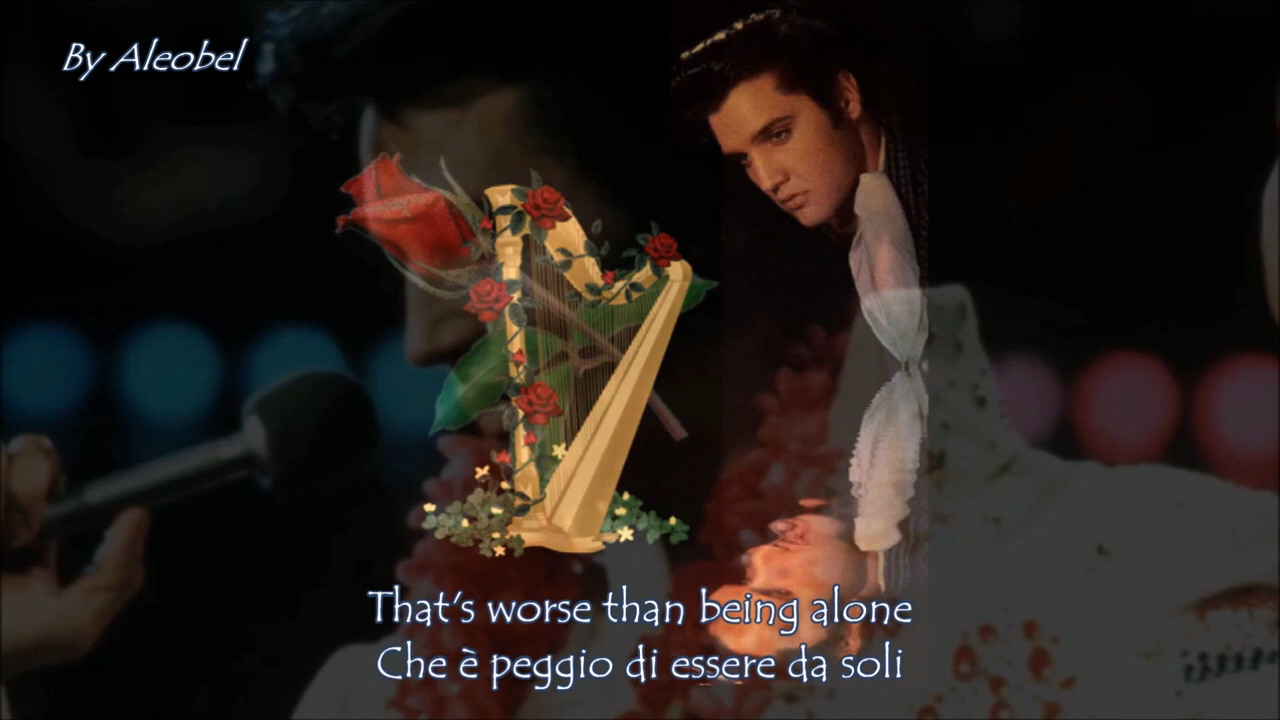 By Aleobel
That's worse than being alone
Che è peggio di essere da soli